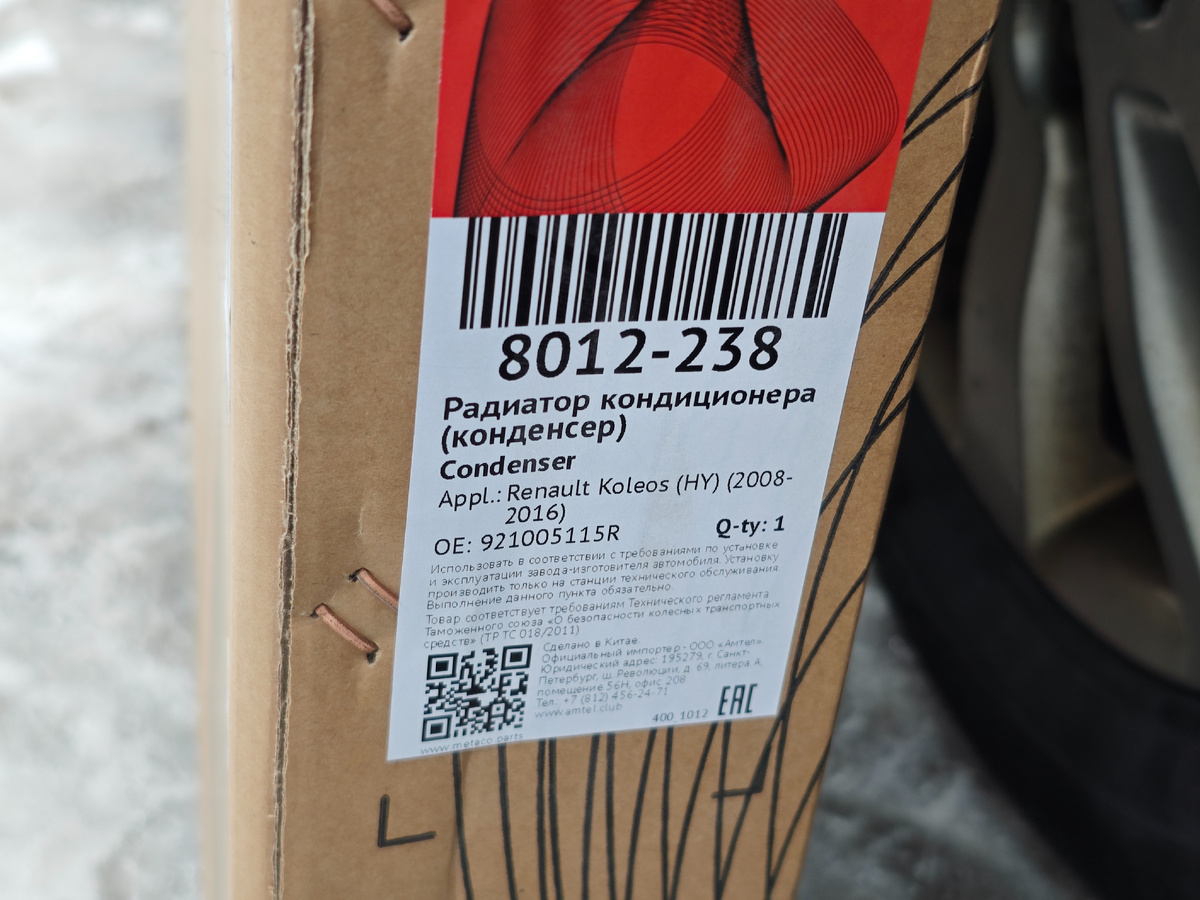 8012-238
Радиатор кондиционера
(конденсер)
Condenser
Appl.: Renault Koleos (HY) (2008-
2016)
OE: 921005115R
Q-ty: 1
Использовать в соответствии с требованиями по установке
и эксплуатации завода-изготовителя автомобиля. Установку
производить только на станции технического обслуживания.
Выполнение данного пункта обязательно.
Товар соответствует требованиям Технического регламента
Таможенного союза «О безопасности колесных транспортных
средств» (ТР ТС 018/2011)
Сделано в Китае.
Официальный импортер - ООО «Амтел».
Юридический адрес: 195279, г. Санкт-
Петербург, ш. Революции, д. 69, литера А,
помещение 56Н, офис 208
Тел.: +7 (812) 456-24-71
www.amtel.club
400_1012
EAC
www.metaco.parts